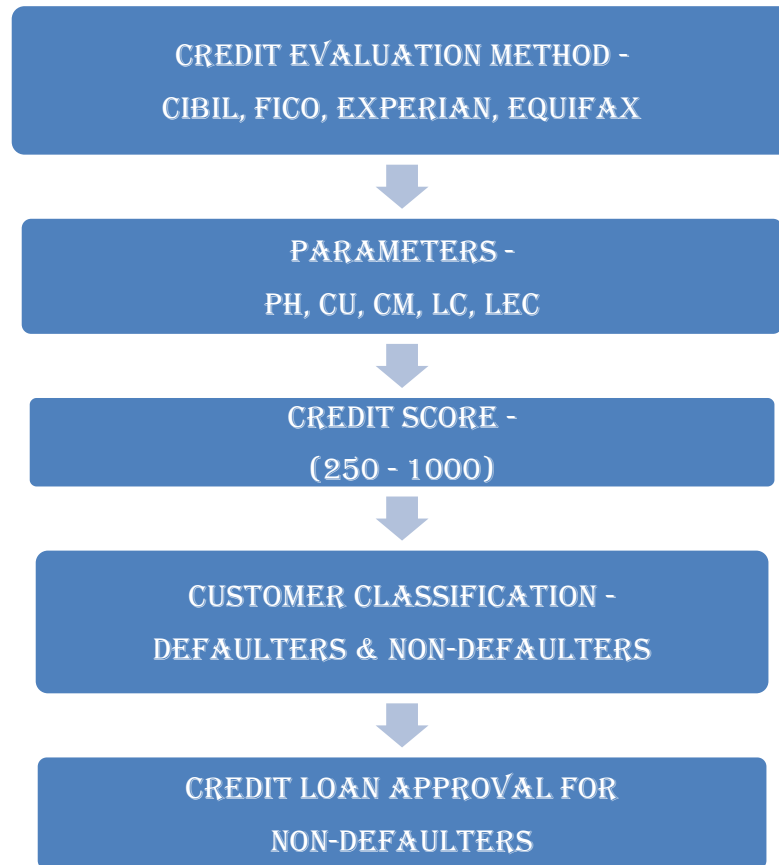 CREDIT EVALUATION METHOD -
CIBIL, FICO, EXPERIAN, EQUIFAX
PARAMETERS -
PH, CU, CM, LC, LEC
CREDIT SCORE -
(250 - 1000)
CUSTOMER CLASSIFICATION -
DEFAULTERS & NON-DEFAULTERS
CREDIT LOAN APPROVAL FOR
NON-DEFAULTERS